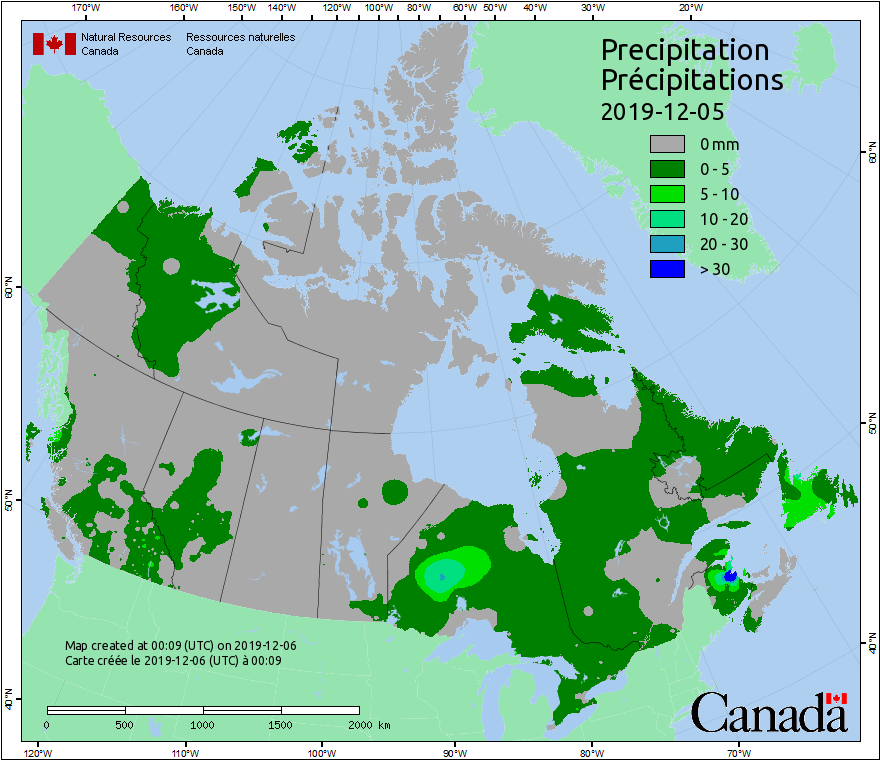 170°W 160°W 150°W 140°W 130°W 120°W 110°W 100°W 90°W 80°W 70°W 60°W 50°W 40°W 30°W 20°W
Natural Resources Ressources naturelles
Canada Canada
Precipitation
Précipitations
2019-12-05
0 mm
0 - 5
5 - 10
10 - 20
20 - 30
> 30
60°N
60°N
50°N
50°N
40°N
40°N
Map created at 00:09 (UTC) on 2019-12-06
Carte créée le 2019-12-06 (UTC) à 00:09
0 500 1000 1500 2000 km
Canada
120°W 110°W 100°W 90°W 80°W 70°W